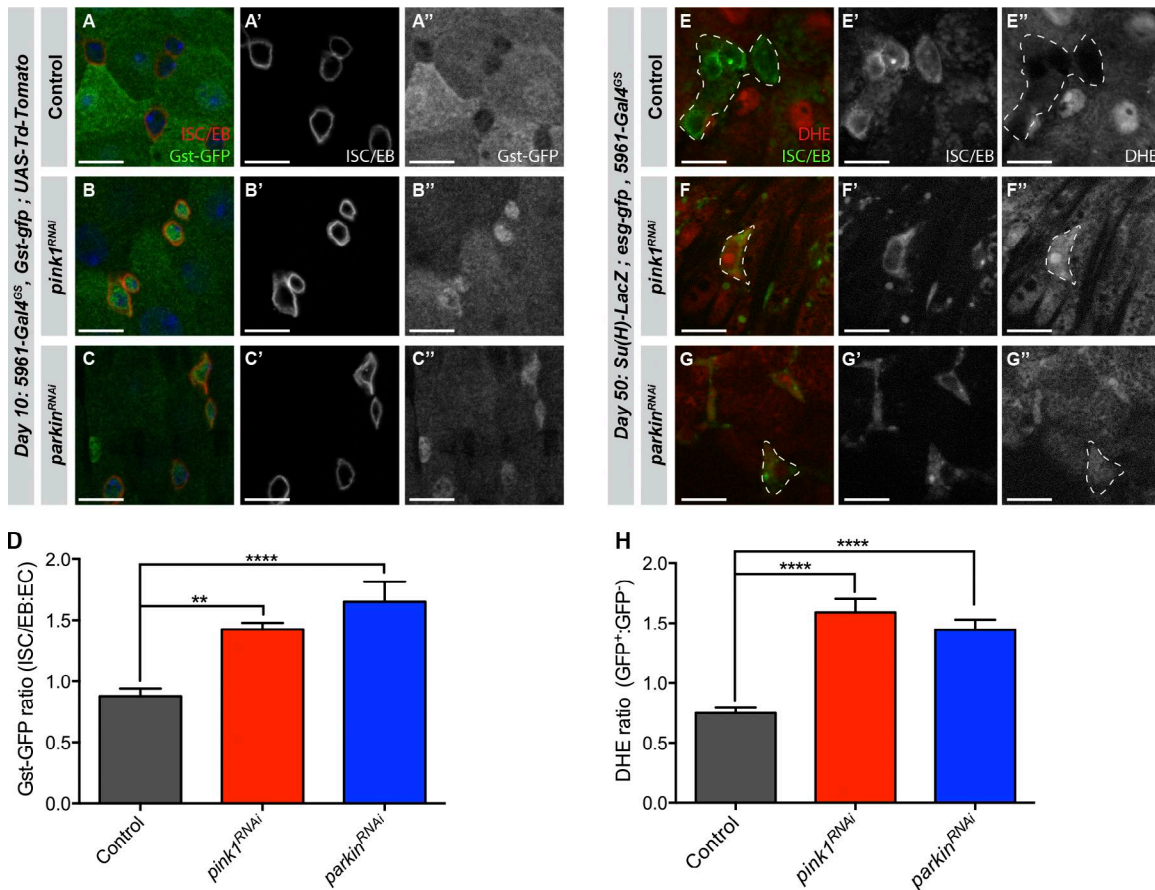 Day 10: 5961-Gal4ᴳˢ, Gst-gfp ; UAS-Td-Tomato
Control
A
ISC/EB
Gst-GFP
A'
ISC/EB
A"
Gst-GFP
pink1ᴿᴺᴬⁱ
B
B'
B"
parkinᴿᴺᴬⁱ
C
C'
C"
D
Gst-GFP ratio (ISC/EB:EC)
2.0
1.5
1.0
0.5
0.0
****
**
Control
pink1ᴿᴺᴬⁱ
parkinᴿᴺᴬⁱ
Day 50: Su(H)-LacZ ; esg-gfp , 5961-Gal4ᴳˢ
Control
E
DHE
ISC/EB
E'
ISC/EB
E"
DHE
pink1ᴿᴺᴬⁱ
F
F'
F"
parkinᴿᴺᴬⁱ
G
G'
G"
H
DHE ratio (GFP⁺:GFP⁻)
2.0
1.5
1.0
0.5
0.0
****
****
Control
pink1ᴿᴺᴬⁱ
parkinᴿᴺᴬⁱ